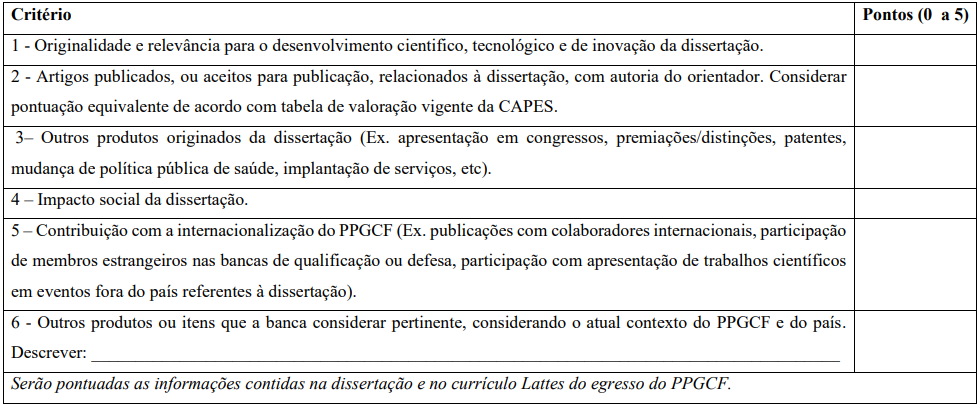 Critério Pontos (0 a 5)
1 - Originalidade e relevância para o desenvolvimento científico, tecnológico e de inovação da dissertação.
2 - Artigos publicados, ou aceitos para publicação, relacionados à dissertação, com autoria do orientador. Considerar
pontuação equivalente de acordo com tabela de valoração vigente da CAPES.
3– Outros produtos originados da dissertação (Ex. apresentação em congressos, premiações/distinções, patentes,
mudança de política pública de saúde, implantação de serviços, etc).
4 – Impacto social da dissertação.
5 – Contribuição com a internacionalização do PPGCF (Ex. publicações com colaboradores internacionais, participação
de membros estrangeiros nas bancas de qualificação ou defesa, participação com apresentação de trabalhos científicos
em eventos fora do país referentes à dissertação).
6 - Outros produtos ou itens que a banca considerar pertinente, considerando o atual contexto do PPGCF e do país.
Descrever: ____________________________________________________________
Serão pontuadas as informações contidas na dissertação e no currículo Lattes do egresso do PPGCF.